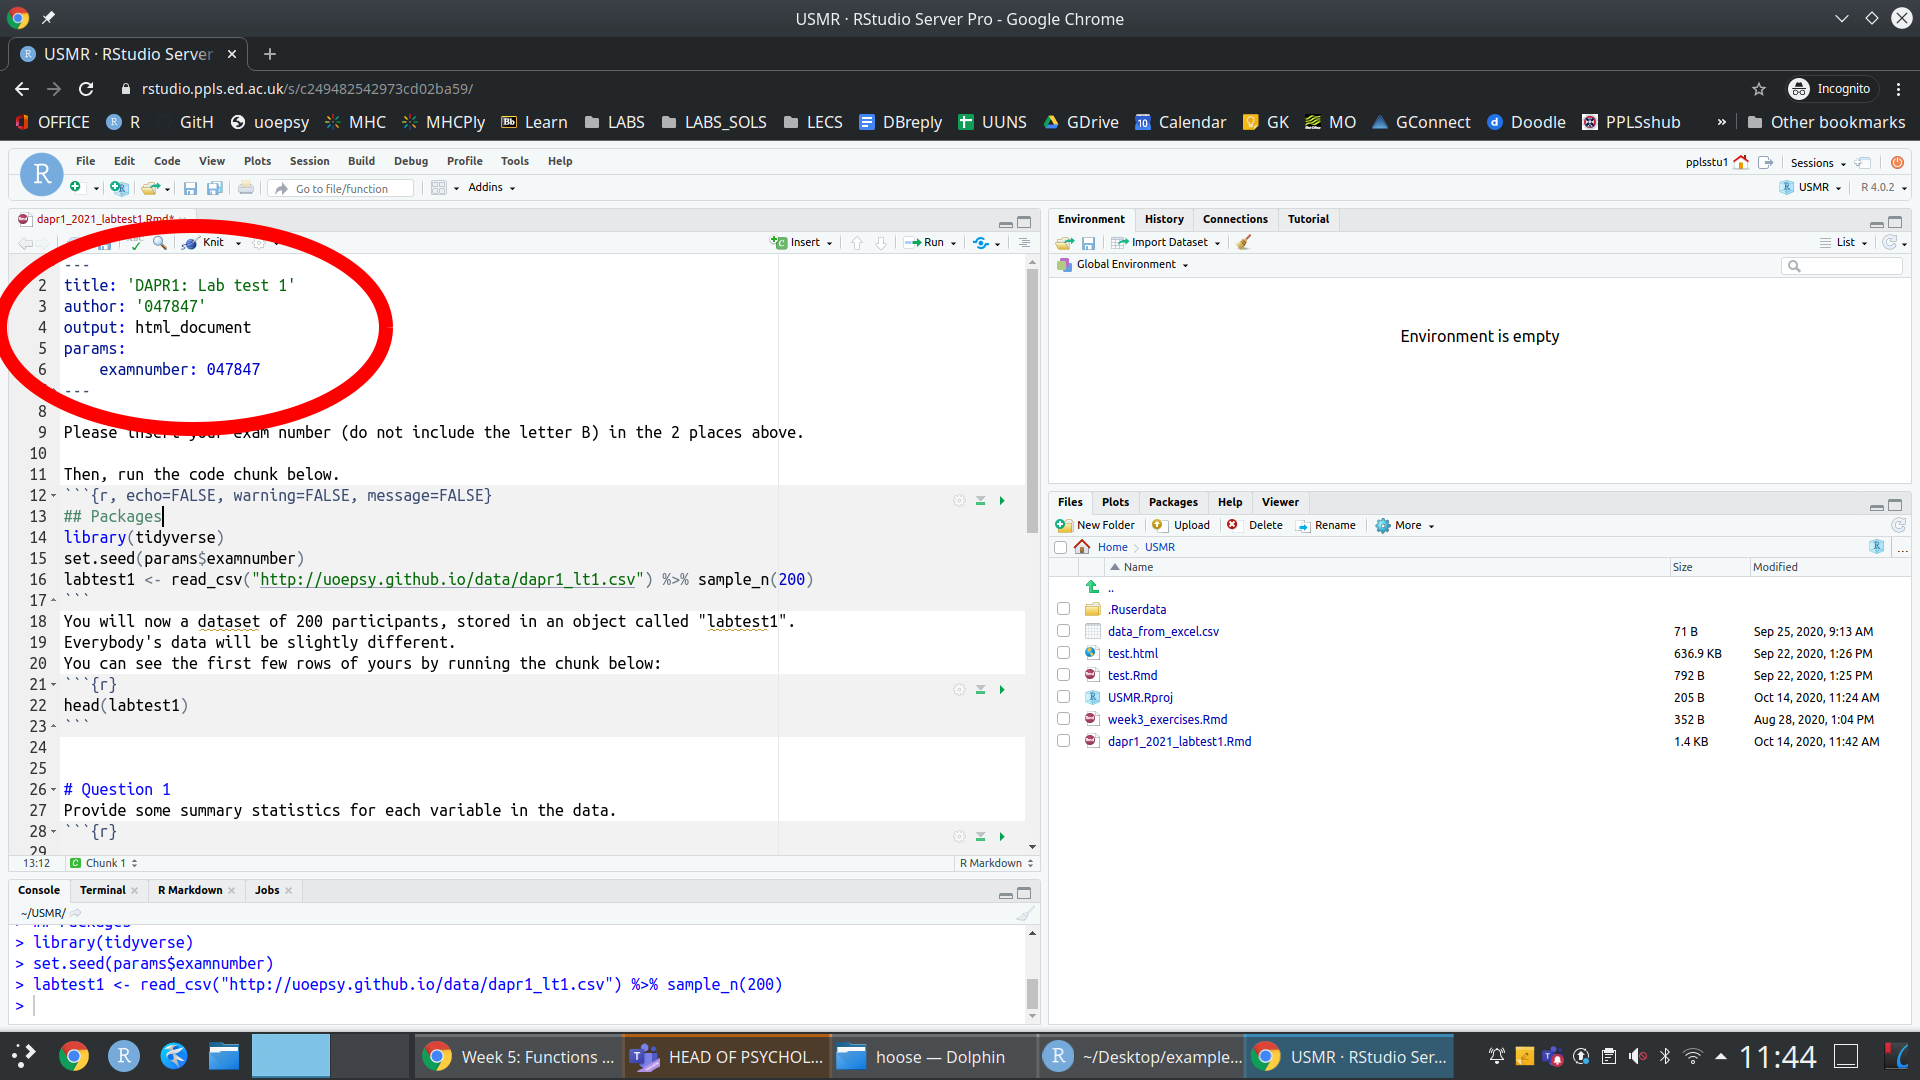 USMR · RStudio Server Pro - Google Chrome
USMR · RStudio Server
rstudio.ppls.ed.ac.uk/s/c249482542973cd02ba59/
Incognito
OFFICE R GitH uoepsy MHC MHCPly Learn LABS LABS_SOLS LECS DBreply UUNS GDrive Calendar GK MO GConnect Doodle PPLSshub » Other bookmarks
File Edit Code View Plots Session Build Debug Profile Tools Help
pplsstu1 Sessions
Go to file/function Addins
USMR R 4.0.2
dapr1_2021_labtest1.Rmd*
Knit Insert Run
---
2 title: 'DAPR1: Lab test 1'
3 author: '047847'
4 output: html_document
5 params:
6 examnumber: 047847
---
8
9 Please insert your exam number (do not include the letter B) in the 2 places above.
10
11 Then, run the code chunk below.
12 ```{r, echo=FALSE, warning=FALSE, message=FALSE}
13 ## Packages
14 library(tidyverse)
15 set.seed(params$examnumber)
16 labtest1 <- read_csv("http://uoepsy.github.io/data/dapr1_lt1.csv") %>% sample_n(200)
17 ```
18 You will now a dataset of 200 participants, stored in an object called "labtest1".
19 Everybody's data will be slightly different.
20 You can see the first few rows of yours by running the chunk below:
21 ```{r}
22 head(labtest1)
23 ```
24
25
26 # Question 1
27 Provide some summary statistics for each variable in the data.
28 ```{r}
29
13:12 Chunk 1 R Markdown
Console Terminal R Markdown Jobs
~/USMR/
> ## Packages
> library(tidyverse)
> set.seed(params$examnumber)
> labtest1 <- read_csv("http://uoepsy.github.io/data/dapr1_lt1.csv") %>% sample_n(200)
>
Environment History Connections Tutorial
Import Dataset List
Global Environment
Environment is empty
Files Plots Packages Help Viewer
New Folder Upload Delete Rename More
Home USMR ...
Name Size Modified
..
.Ruserdata
data_from_excel.csv 71 B Sep 25, 2020, 9:13 AM
test.html 636.9 KB Sep 22, 2020, 1:26 PM
test.Rmd 792 B Sep 22, 2020, 1:25 PM
USMR.Rproj 205 B Oct 14, 2020, 11:24 AM
week3_exercises.Rmd 352 B Aug 28, 2020, 1:04 PM
dapr1_2021_labtest1.Rmd 1.4 KB Oct 14, 2020, 11:42 AM
Week 5: Functions ... HEAD OF PSYCHOL... hoose — Dolphin ~/Desktop/example... USMR · RStudio Ser... 11:44